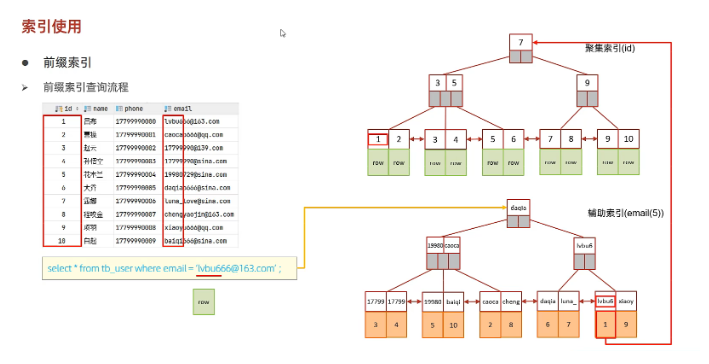 索引使用
前缀索引
前缀索引查询流程
id name phone email
1 吕布 17799990000 lvbu666@163.com
2 曹操 17799990001 caocao666@qq.com
3 赵云 17799990002 17799990@139.com
4 孙悟空 17799990003 17799990@sina.com
5 花木兰 17799990004 19980729@sina.com
6 大乔 17799990005 daqiao666@sina.com
7 露娜 17799990006 luna_love@sina.com
8 程咬金 17799990007 chengyaojin@163.com
9 项羽 17799990008 xiaoyu666@qq.com
10 白起 17799990009 baiqi666@sina.com
select * from tb_user where email = 'lvbu666@163.com' ;
row
7
聚集索引(id)
3 5 9
1 2 3 4 5 6 7 8 9 10
row row row row row row row row row row
daqia
辅助索引(email(5))
19980 caoca lvbu6
17799 17799 19980 baiqi caoca cheng daqia luna_ lvbu6 xiaoy
3 4 5 10 2 8 6 7 1 9